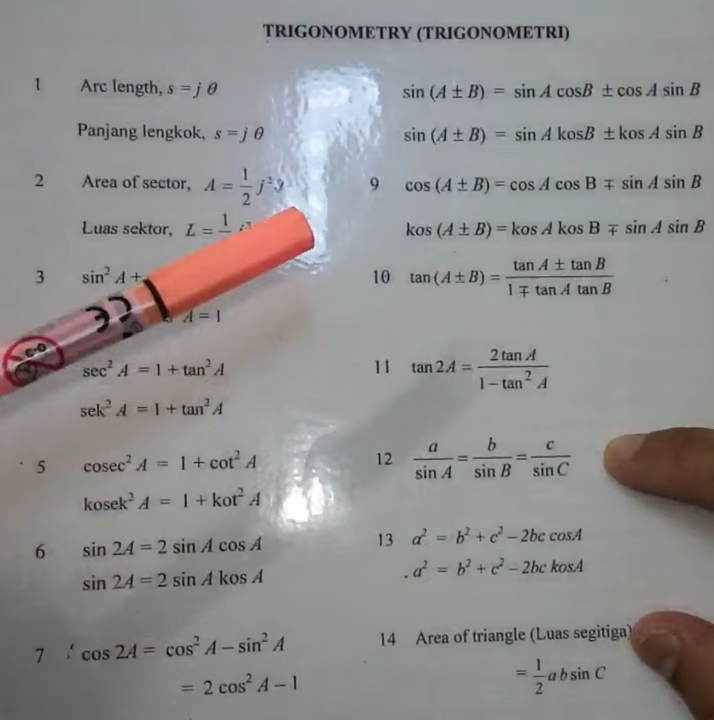 TRIGONOMETRY (TRIGONOMETRI)
1 Arc length, s = j θ
Panjang lengkok, s = j θ
2 Area of sector, A = 1/2 j²
Luas sektor, L = 1
3 sin² A +
A = 1
sec² A = 1 + tan² A
sek² A = 1 + tan² A
5 cosec² A = 1 + cot² A
kosek² A = 1 + kot² A
6 sin 2A = 2 sin A cos A
sin 2A = 2 sin A kos A
7 cos 2A = cos² A – sin² A
= 2 cos² A – 1
sin (A ± B) = sin A cosB ± cos A sin B
sin (A ± B) = sin A kosB ± kos A sin B
9 cos (A ± B) = cos A cos B ∓ sin A sin B
kos (A ± B) = kos A kos B ∓ sin A sin B
10 tan (A ± B) = (tan A ± tan B)/(1 ∓ tan A tan B)
11 tan 2A = (2 tan A)/(1 – tan² A)
12 a/sin A = b/sin B = c/sin C
13 a² = b² + c² – 2bc cosA
a² = b² + c² – 2bc kosA
14 Area of triangle (Luas segitiga)
= 1/2 a b sin C